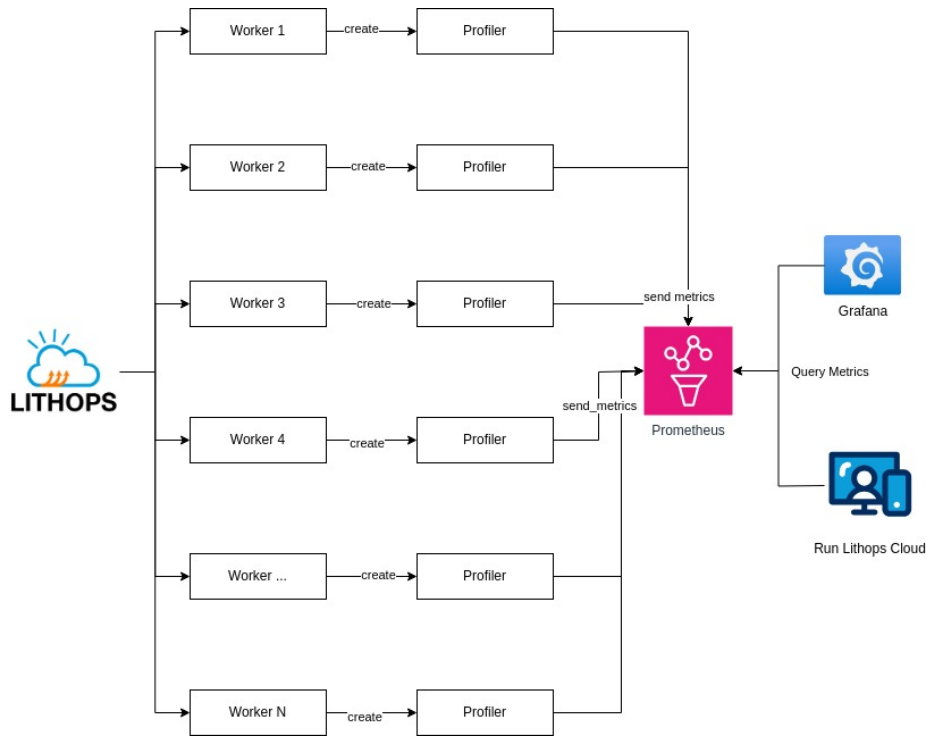 Worker 1
create
Profiler
Worker 2
create
Profiler
Worker 3
create
Profiler
send metrics
Grafana
LITHOPS
Query Metrics
Worker 4
create
Profiler
send_metrics
Prometheus
Run Lithops Cloud
Worker ...
create
Profiler
Worker N
create
Profiler